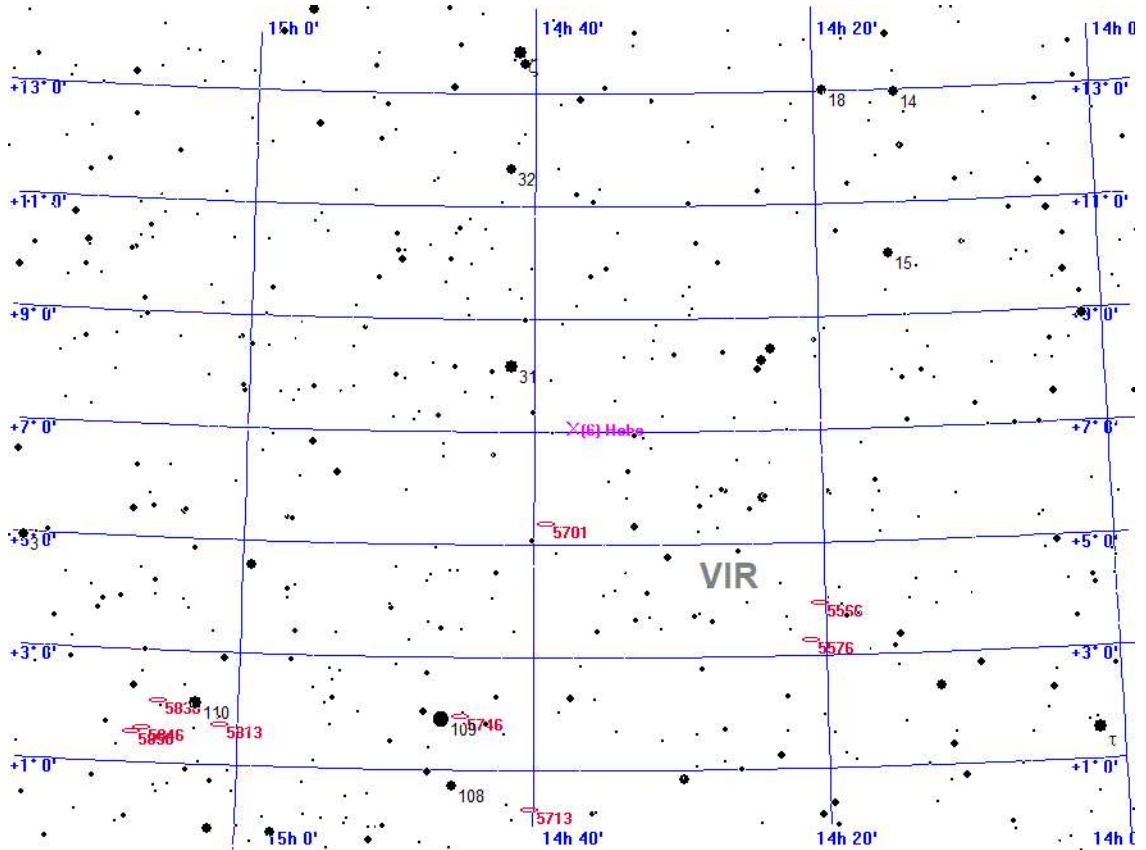 15h 0' 14h 40' 14h 20' 14h 0
ζ
+13° 0' +13° 0'
18 14
32
+11° 0' +11° 0'
15
+9° 0' +9° 0'
31
+7° 0' (6) Hebe +7° 0'
5701
3 +5° 0' +5° 0'
VIR
5566
5576
+3° 0' +3° 0'
5838 110 5813 109 5746
5846 τ
+1° 0' +1° 0'
108
5713
15h 0' 14h 40' 14h 20' 14h 0